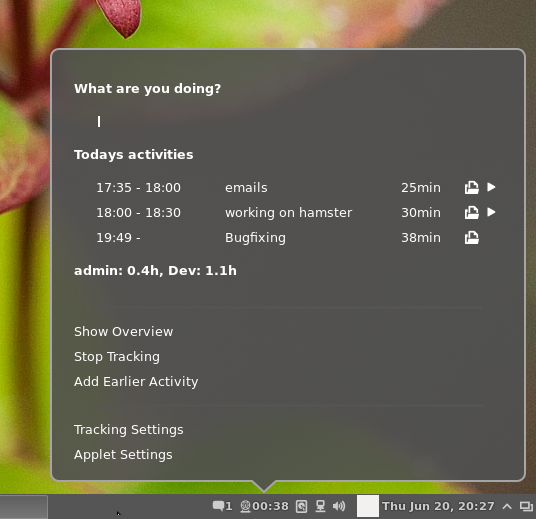 What are you doing?
Todays activities
17:35 - 18:00 emails 25min
18:00 - 18:30 working on hamster 30min
19:49 - Bugfixing 38min
admin: 0.4h, Dev: 1.1h
Show Overview
Stop Tracking
Add Earlier Activity
Tracking Settings
Applet Settings
1 00:38 Thu Jun 20, 20:27